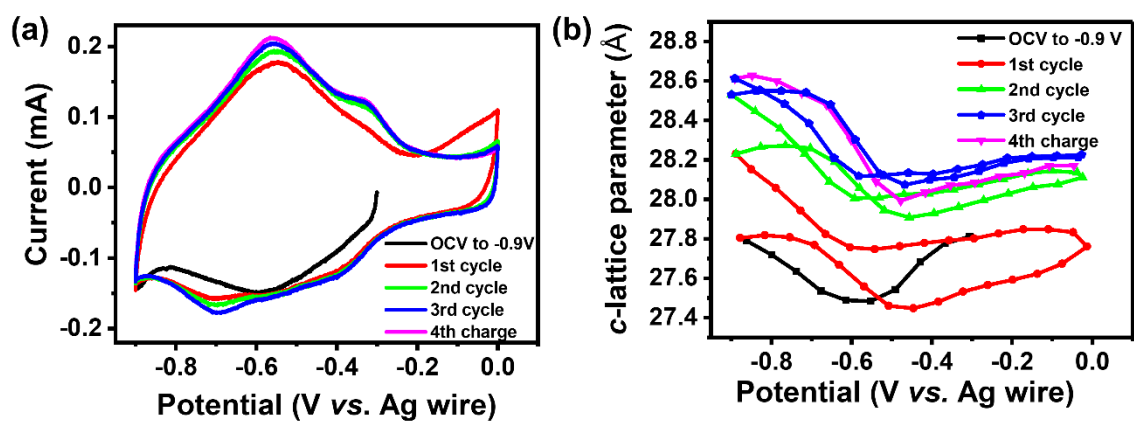 (a)
Current (mA)
0.2
0.1
0.0
-0.1
-0.2
OCV to -0.9V
1st cycle
2nd cycle
3rd cycle
4th charge
-0.8
-0.6
-0.4
-0.2
0.0
Potential (V vs. Ag wire)
(b)
c-lattice parameter (Å)
28.8
28.6
28.4
28.2
28.0
27.8
27.6
27.4
OCV to -0.9 V
1st cycle
2nd cycle
3rd cycle
4th charge
-0.8
-0.6
-0.4
-0.2
0.0
Potential (V vs. Ag wire)